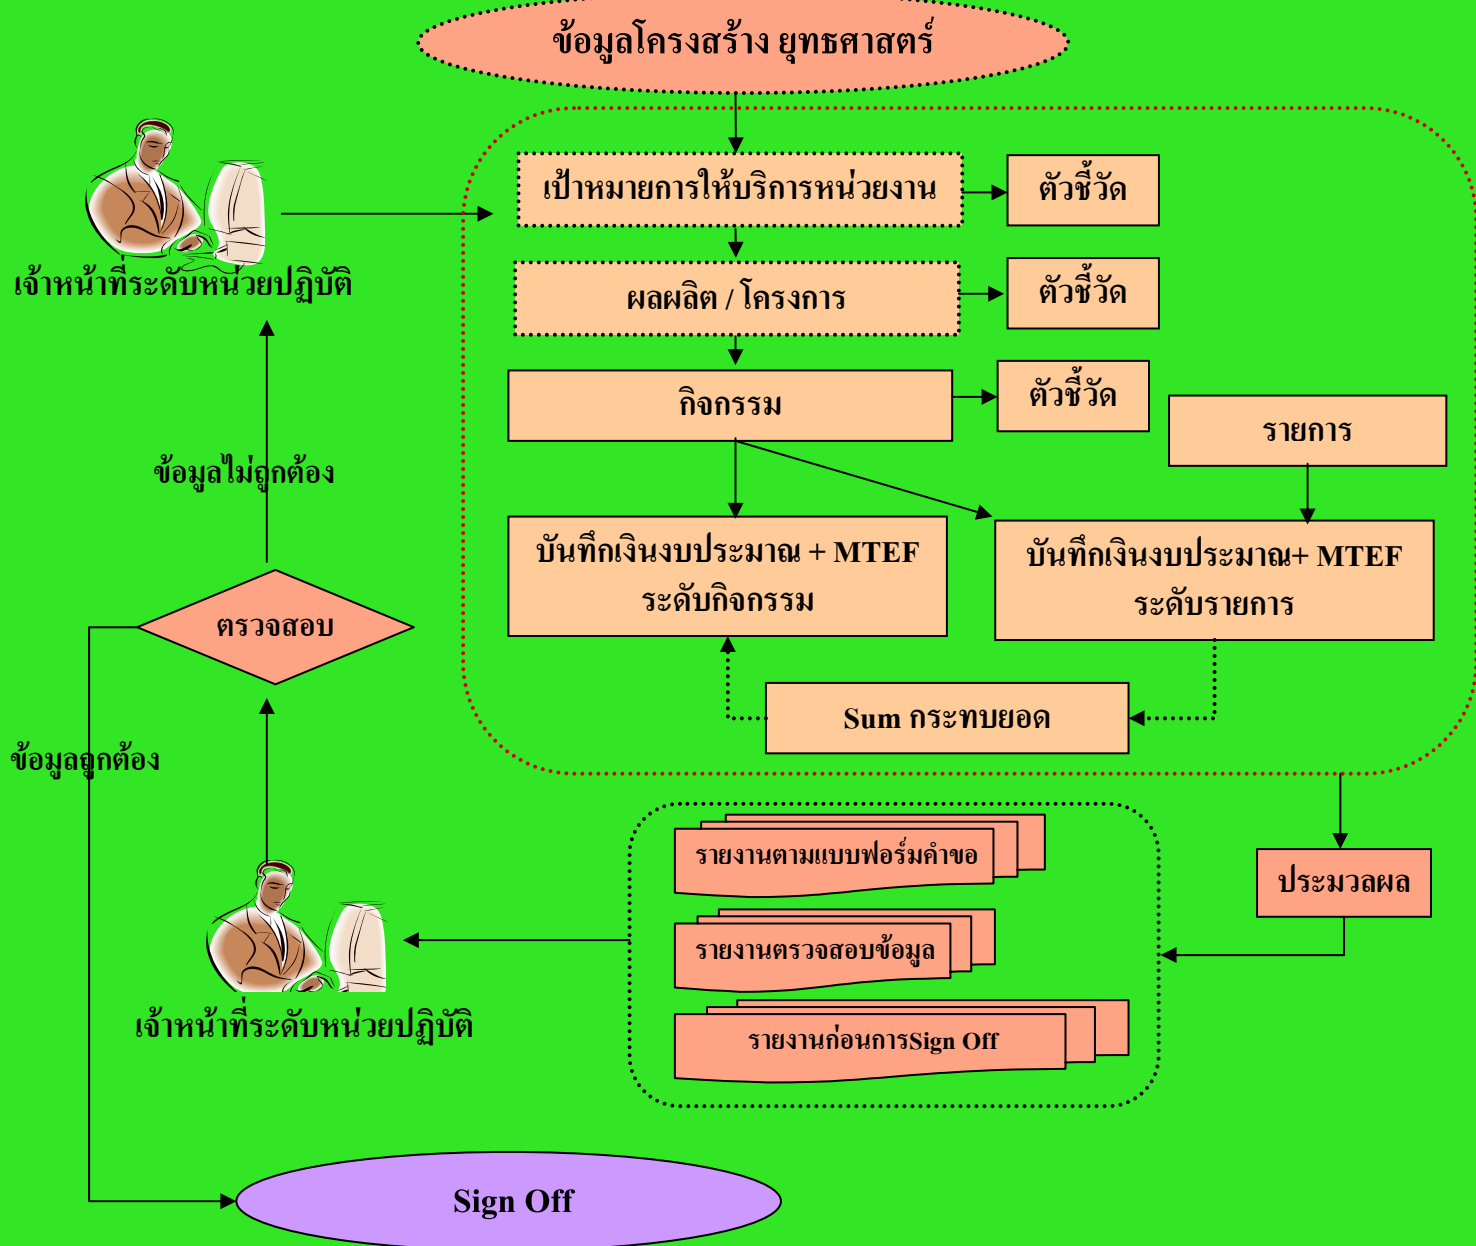 ข้อมูลโครงสร้าง ยุทธศาสตร์
เป้าหมายการให้บริการหน่วยงาน
ตัวชี้วัด
เจ้าหน้าที่ระดับหน่วยปฏิบัติ
ผลผลิต / โครงการ
ตัวชี้วัด
กิจกรรม
ตัวชี้วัด
รายการ
ข้อมูลไม่ถูกต้อง
บันทึกเงินงบประมาณ + MTEF
ระดับกิจกรรม
บันทึกเงินงบประมาณ+ MTEF
ระดับรายการ
ตรวจสอบ
Sum กระทบยอด
ข้อมูลถูกต้อง
รายงานตามแบบฟอร์มคำขอ
ประมวลผล
รายงานตรวจสอบข้อมูล
เจ้าหน้าที่ระดับหน่วยปฏิบัติ
รายงานก่อนการSign Off
Sign Off